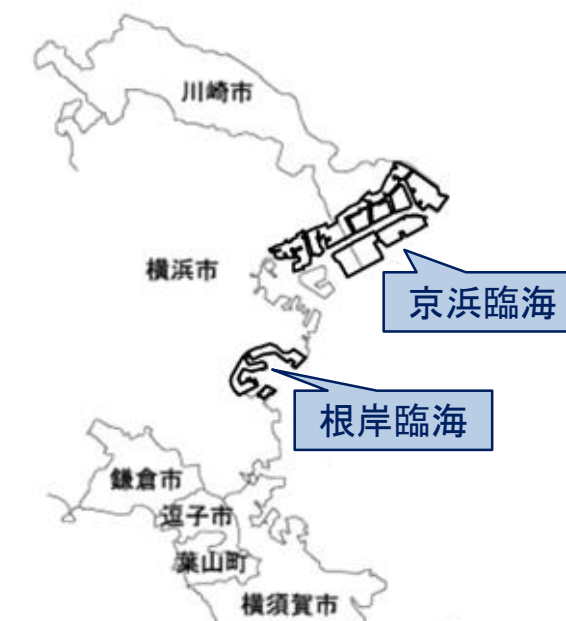 川崎市
横浜市
京浜臨海
根岸臨海
鎌倉市
逗子市
葉山町
横須賀市